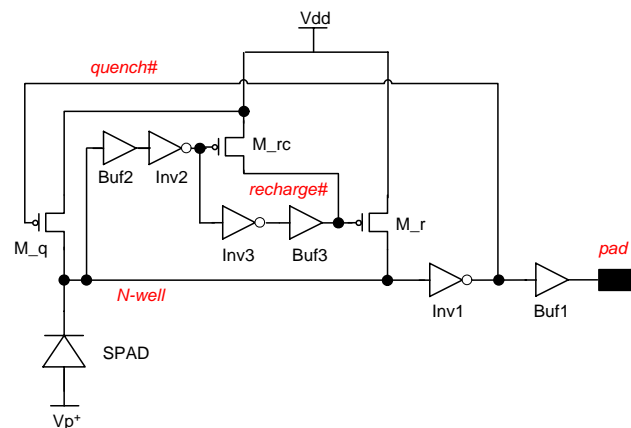 Vdd
quench#
M_rc
Buf2
Inv2
recharge#
M_r
M_q
Inv3
Buf3
pad
N-well
Inv1
Buf1
SPAD
Vp+